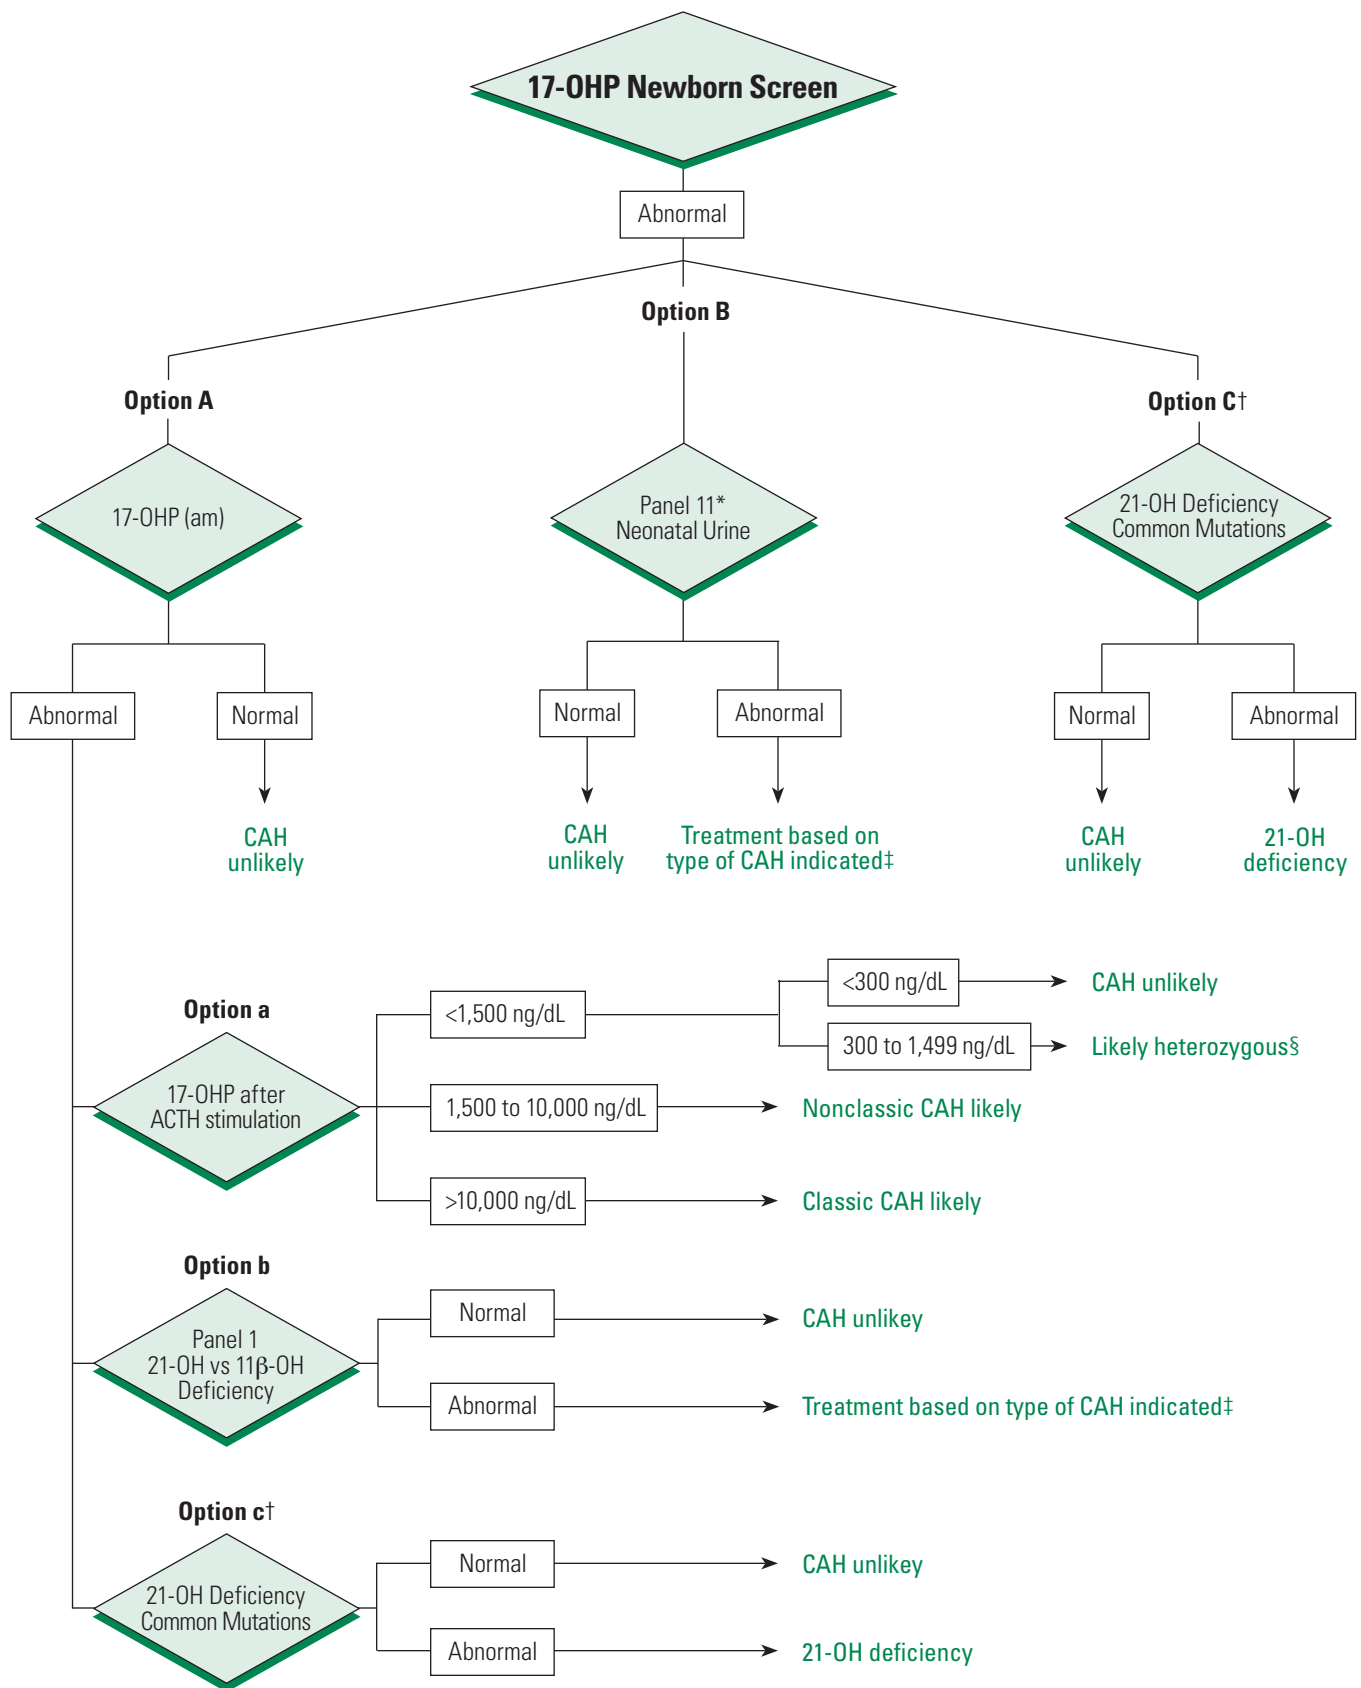 17-OHP Newborn Screen
Abnormal
Option B
Option A
Option C†
17-OHP (am)
Panel 11*
Neonatal Urine
21-OH Deficiency
Common Mutations
Abnormal
Normal
Normal
Abnormal
Normal
Abnormal
CAH
unlikely
CAH
unlikely
Treatment based on
type of CAH indicated‡
CAH
unlikely
21-OH
deficiency
Option a
17-OHP after
ACTH stimulation
<1,500 ng/dL
<300 ng/dL
CAH unlikely
300 to 1,499 ng/dL
Likely heterozygous§
1,500 to 10,000 ng/dL
Nonclassic CAH likely
>10,000 ng/dL
Classic CAH likely
Option b
Panel 1
21-OH vs 11β-OH
Deficiency
Normal
CAH unlikey
Abnormal
Treatment based on type of CAH indicated‡
Option c†
21-OH Deficiency
Common Mutations
Normal
CAH unlikey
Abnormal
21-OH deficiency